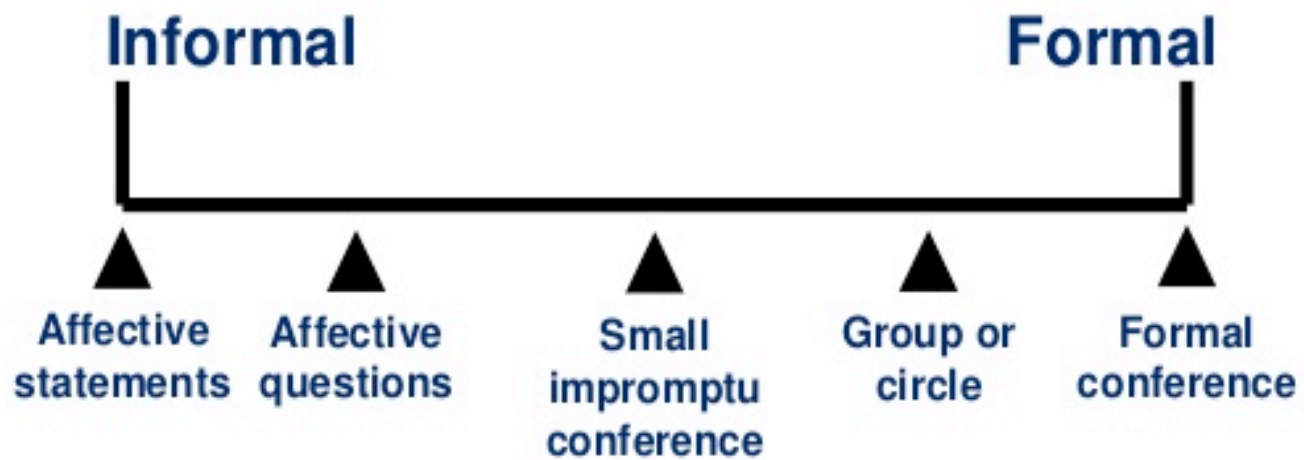 Informal
Formal
Affective
statements
Affective
questions
Small
impromptu
conference
Group or
circle
Formal
conference